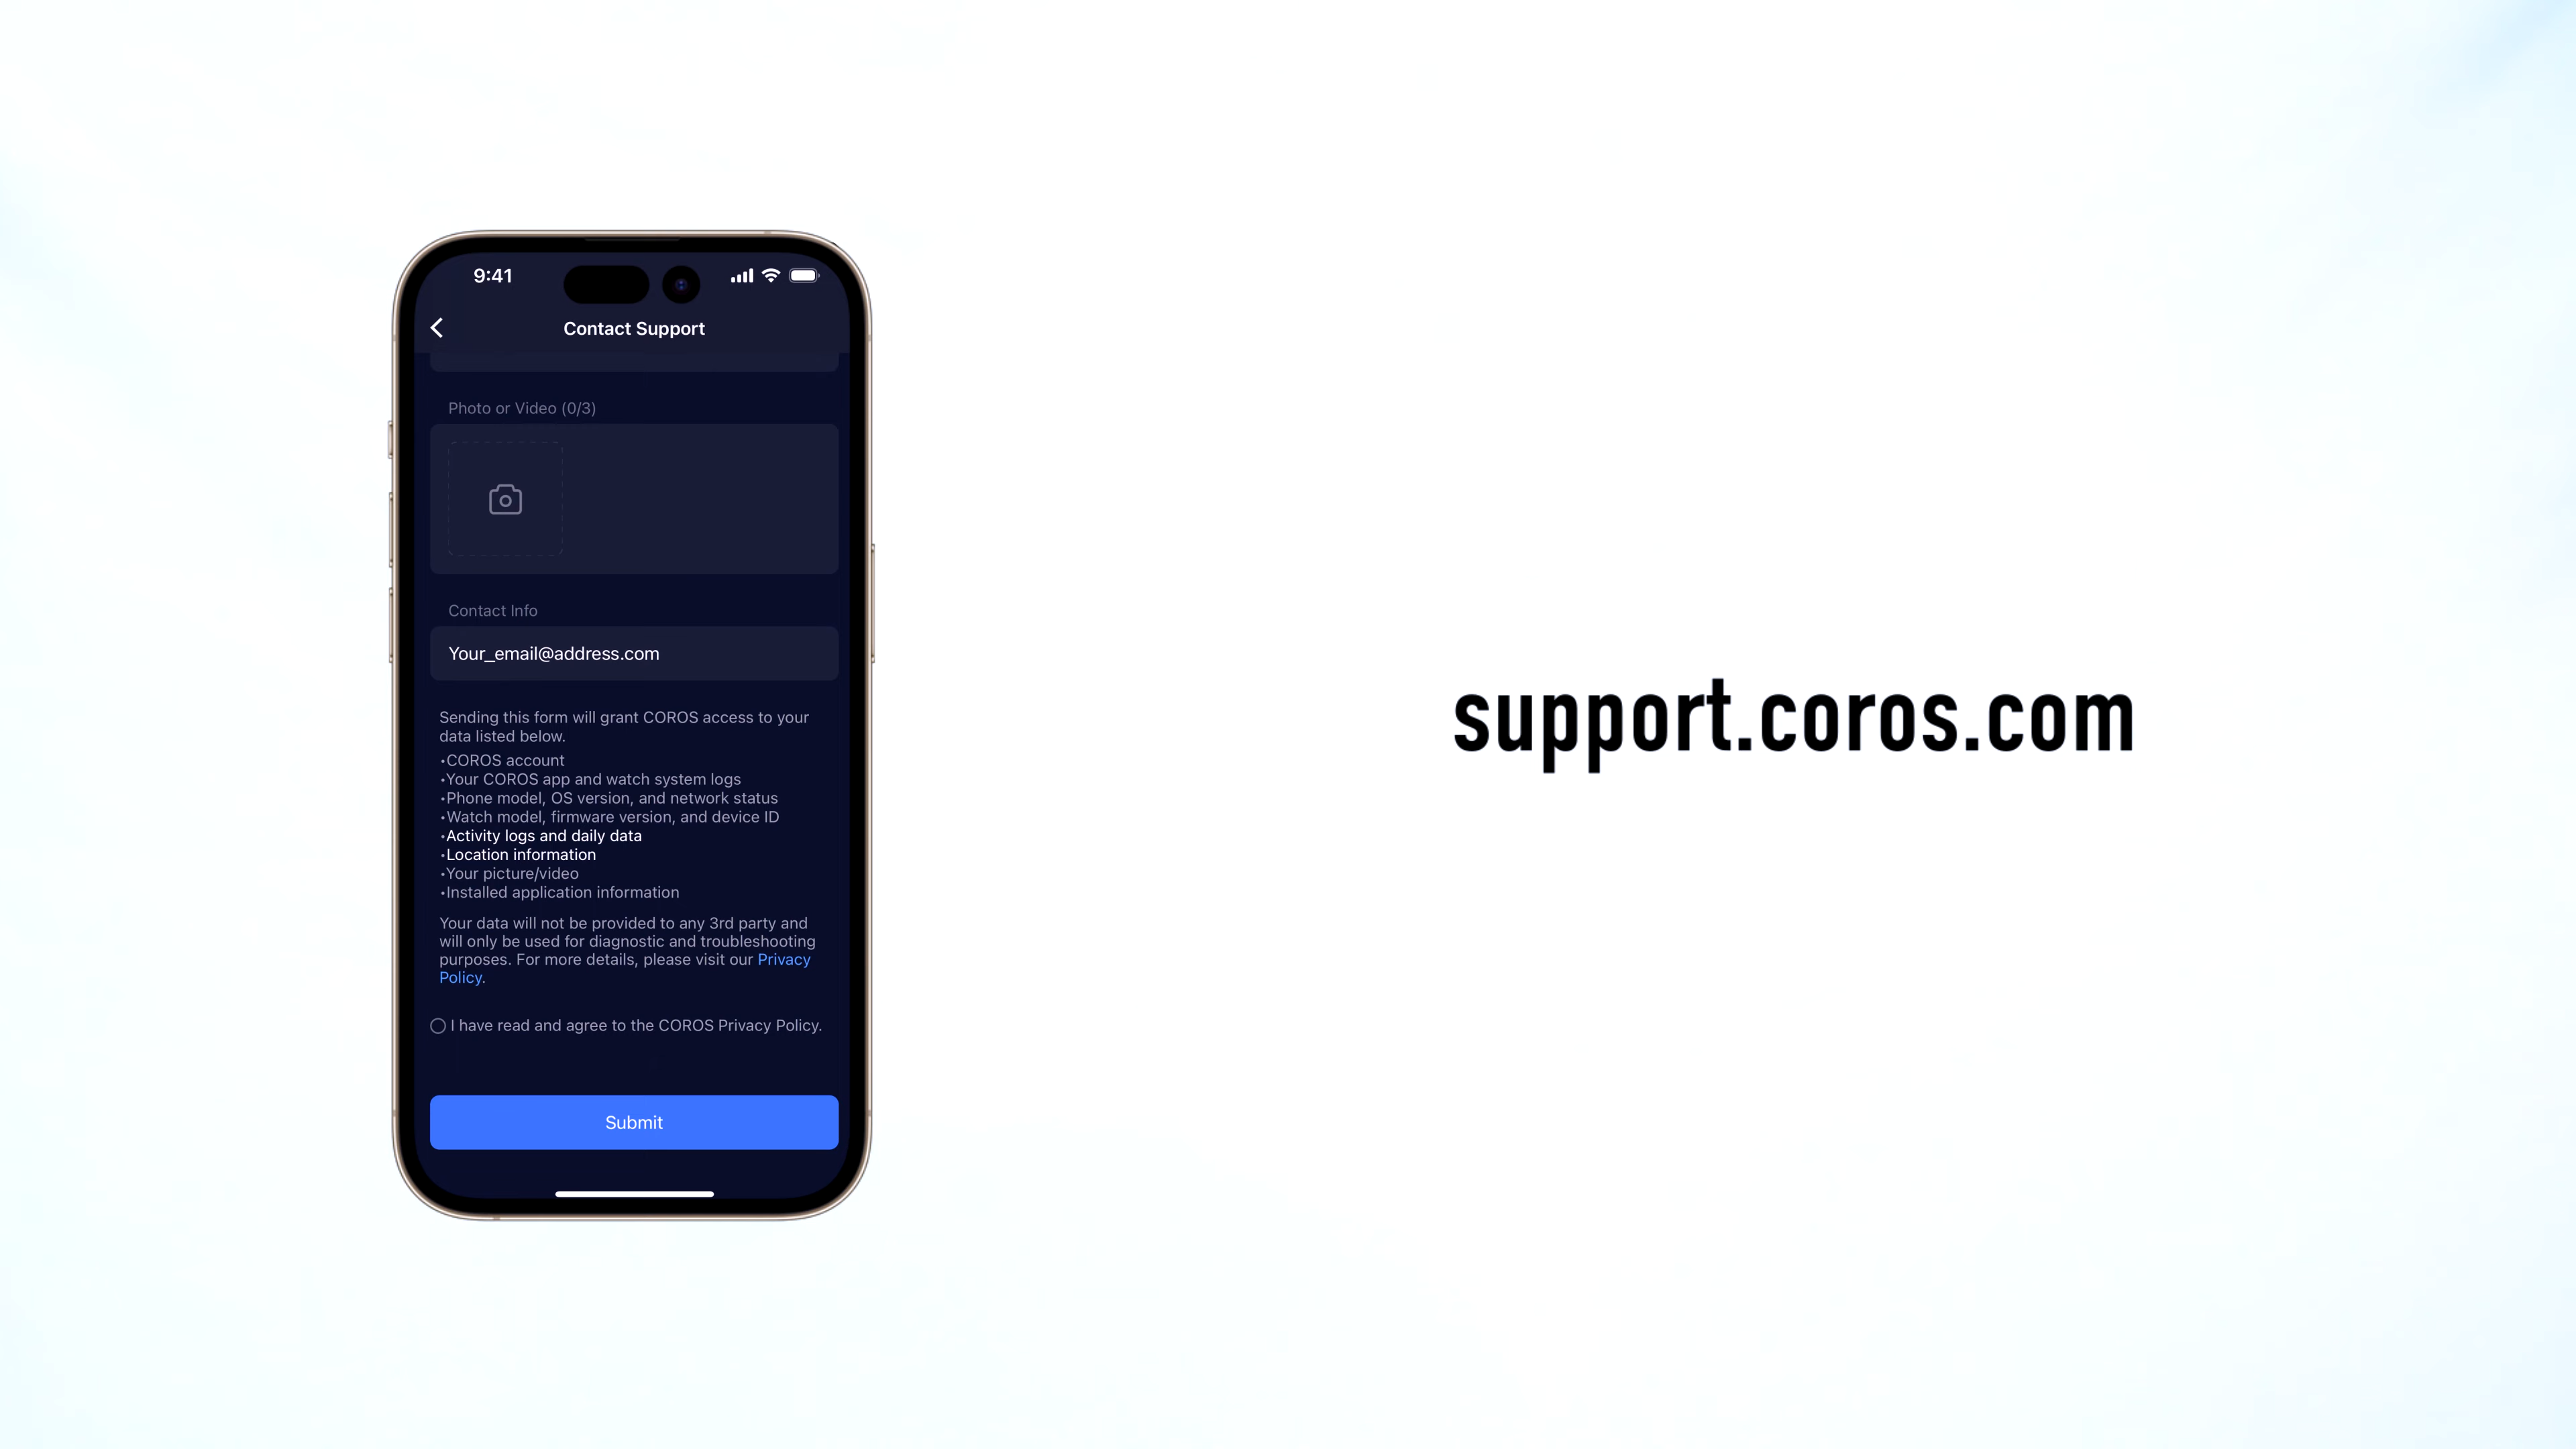 9:41
Contact Support
Photo or Video (0/3)
Contact Info
Your_email@address.com
Sending this form will grant COROS access to your
data listed below.
•COROS account
•Your COROS app and watch system logs
•Phone model, OS version, and network status
•Watch model, firmware version, and device ID
•Activity logs and daily data
•Location information
•Your picture/video
•Installed application information
Your data will not be provided to any 3rd party and
will only be used for diagnostic and troubleshooting
purposes. For more details, please visit our Privacy
Policy.
I have read and agree to the COROS Privacy Policy.
Submit
support.coros.com